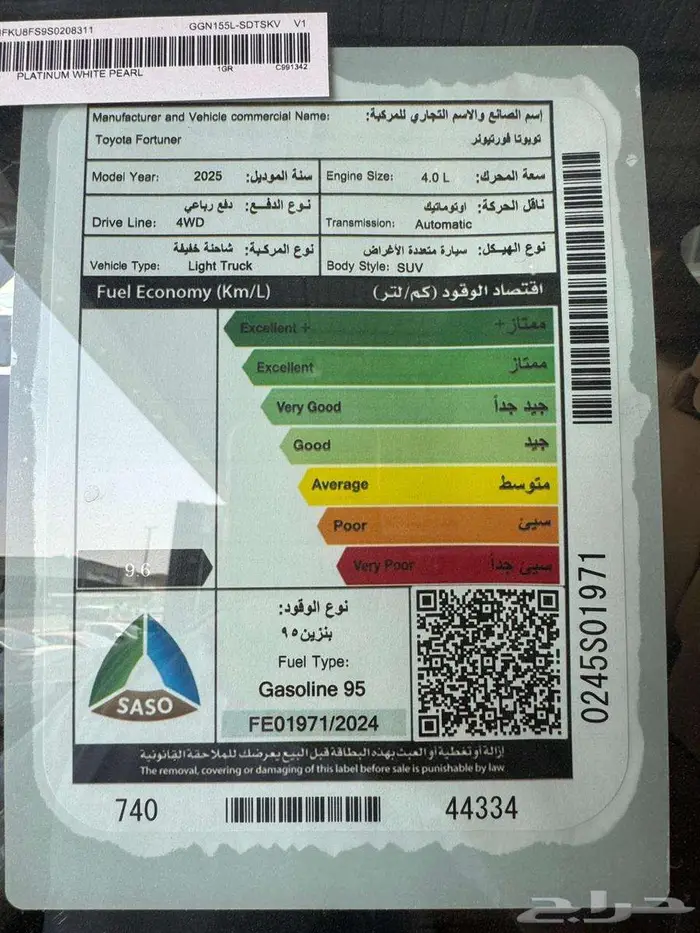 FKU8FS9S0208311
GGN155L-SDTSKV V1
PLATINUM WHITE PEARL 1GR C991342
Manufacturer and Vehicle commercial Name: إسم الصانع والاسم التجاري للمركبة:
Toyota Fortuner تويوتا فورتيونر
Model Year: 2025 سنة الموديل:
Engine Size: 4.0 L سعة المحرك:
نوع الدفع: دفع رباعي
Drive Line: 4WD
ناقل الحركة: اوتوماتيك
Transmission: Automatic
نوع المركبة: شاحنة خفيفة
Vehicle Type: Light Truck
نوع الهيكل: سيارة متعدة الأغراض
Body Style: SUV
Fuel Economy (Km/L) اقتصاد الوقود (كم/لتر)
Excellent + ممتاز +
Excellent ممتاز
Very Good جيد جداً
Good جيد
Average متوسط
Poor سيئ
Very Poor سيئ جداً
9.6
SASO
نوع الوقود:
بنزين ٩٥
Fuel Type:
Gasoline 95
FE01971/2024
0245S01971
إزالة أو تغطية أو العبث بهذه البطاقة قبل البيع يعرضك للملاحقة القانونية
The removal, covering or damaging of this label before sale is punishable by law
740 44334
حراج